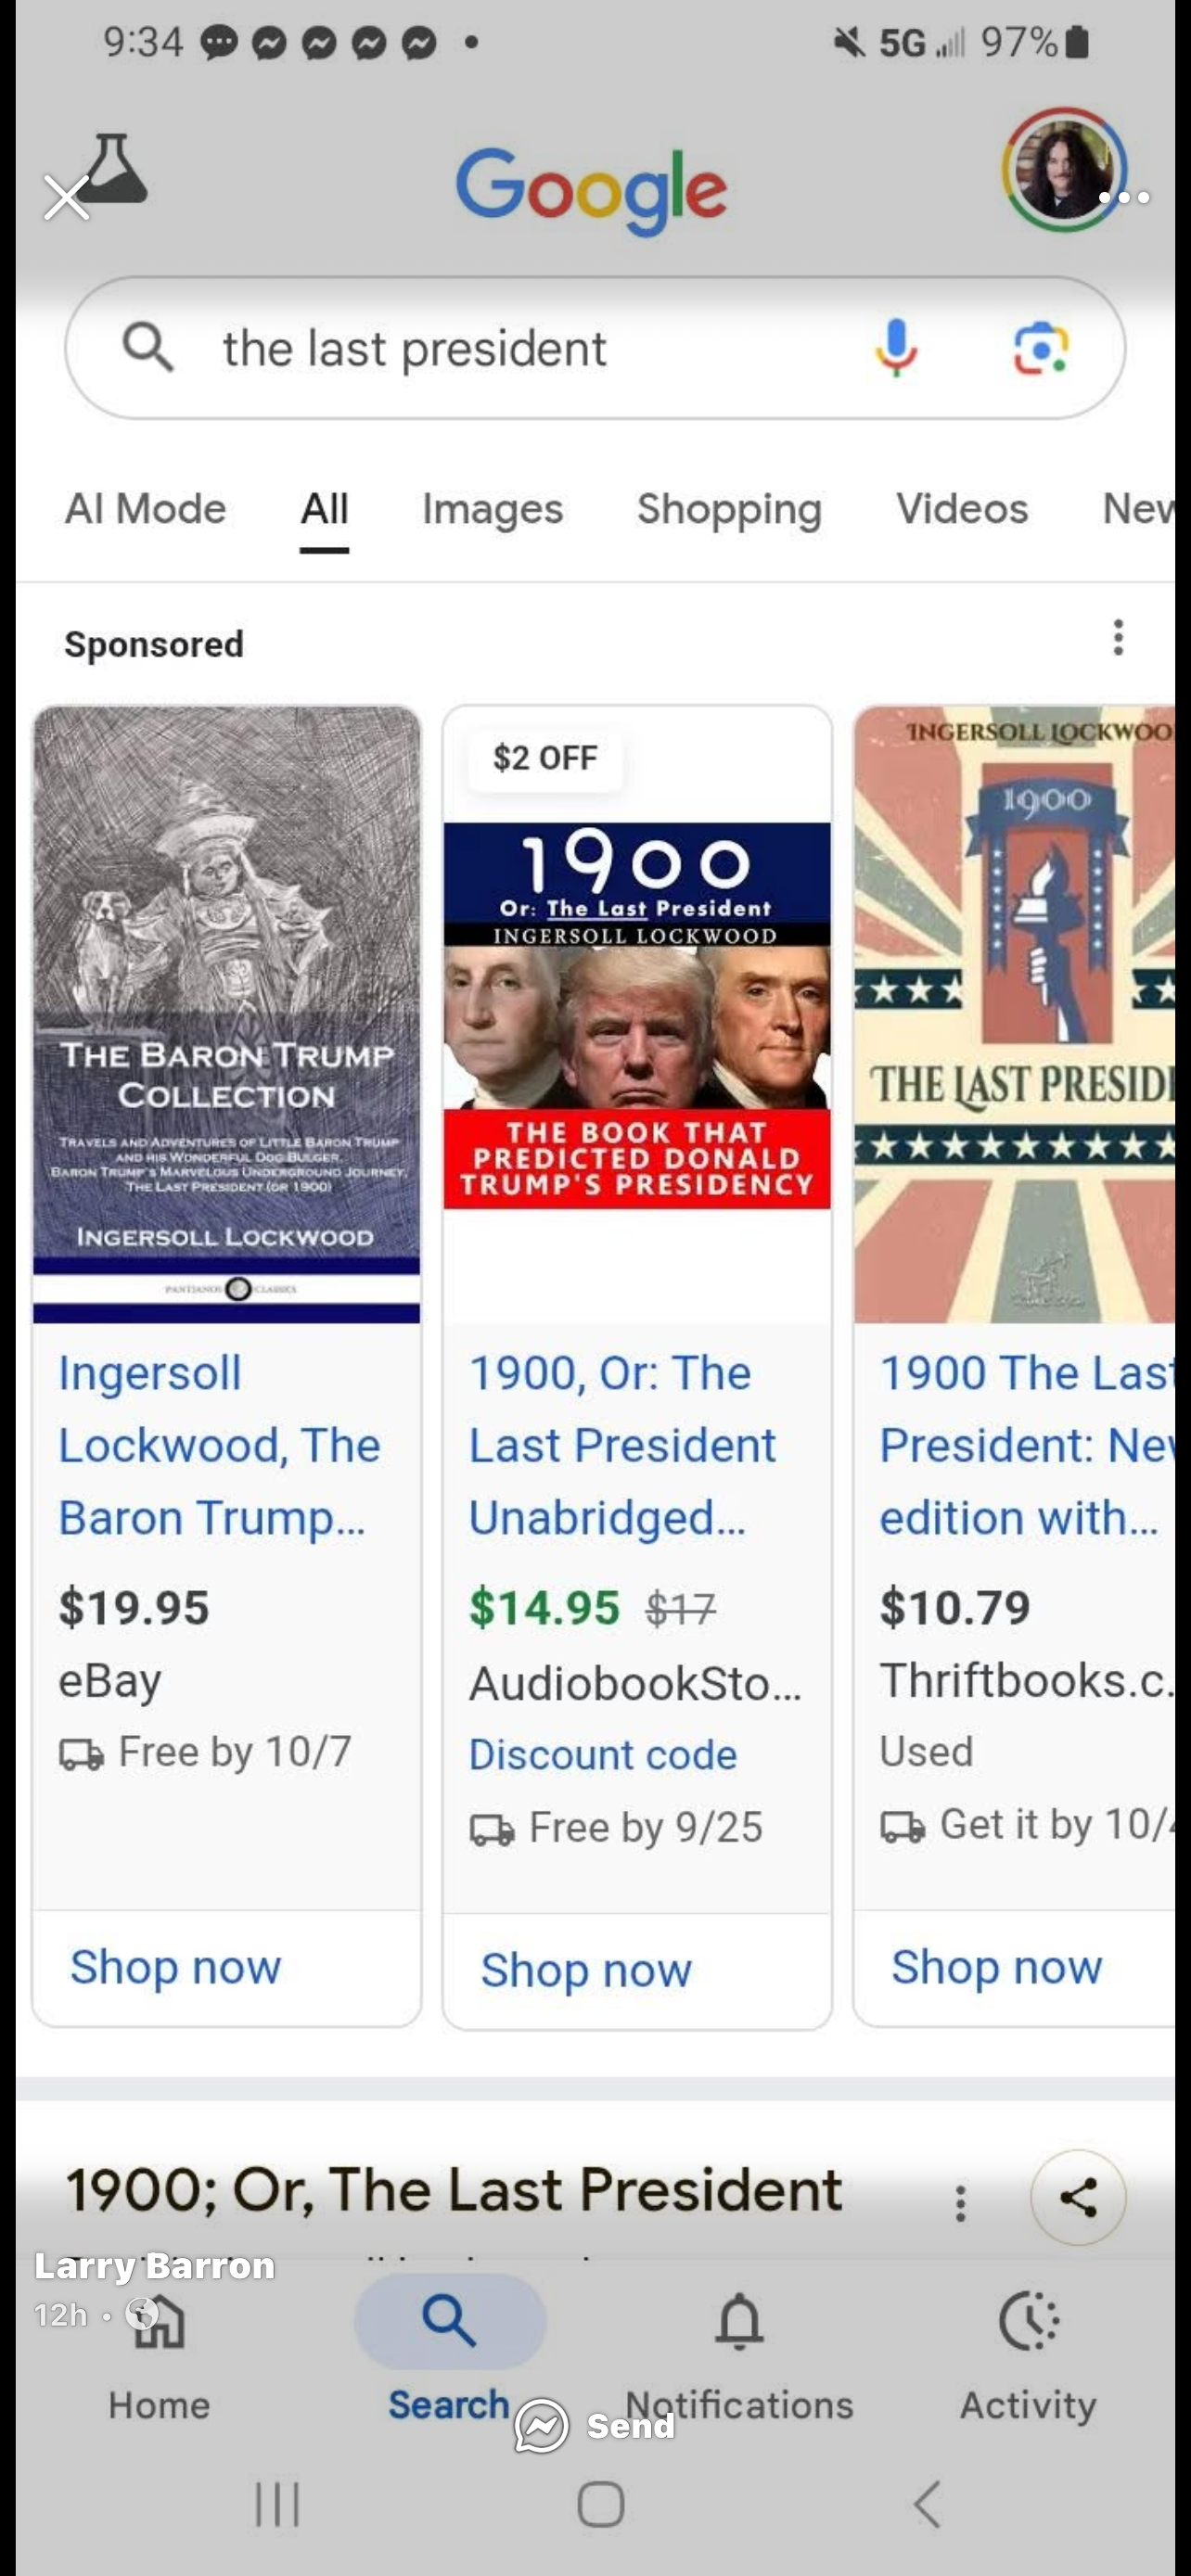 9:34
5G 97%
Google
the last president
AI Mode All Images Shopping Videos New
Sponsored
THE BARON TRUMP
COLLECTION
TRAVELS AND ADVENTURES OF LITTLE BARON TRUMP
AND HIS WONDERFUL DOG BULGER,
BARON TRUMP'S MARVELOUS UNDERGROUND JOURNEY,
THE LAST PRESIDENT (OR 1900)
INGERSOLL LOCKWOOD
PANTIANOS CLASSICS
Ingersoll
Lockwood, The
Baron Trump...
$19.95
eBay
Free by 10/7
Shop now
$2 OFF
1900
Or: The Last President
INGERSOLL LOCKWOOD
THE BOOK THAT
PREDICTED DONALD
TRUMP'S PRESIDENCY
1900, Or: The
Last President
Unabridged...
$14.95 $17
AudiobookSto...
Discount code
Free by 9/25
Shop now
INGERSOLL LOCKWOO
1900
THE LAST PRESID
1900 The Last
President: New
edition with...
$10.79
Thriftbooks.c.
Used
Get it by 10/4
Shop now
1900; Or, The Last President
Larry Barron
12h
Home Search Notifications Activity
Send